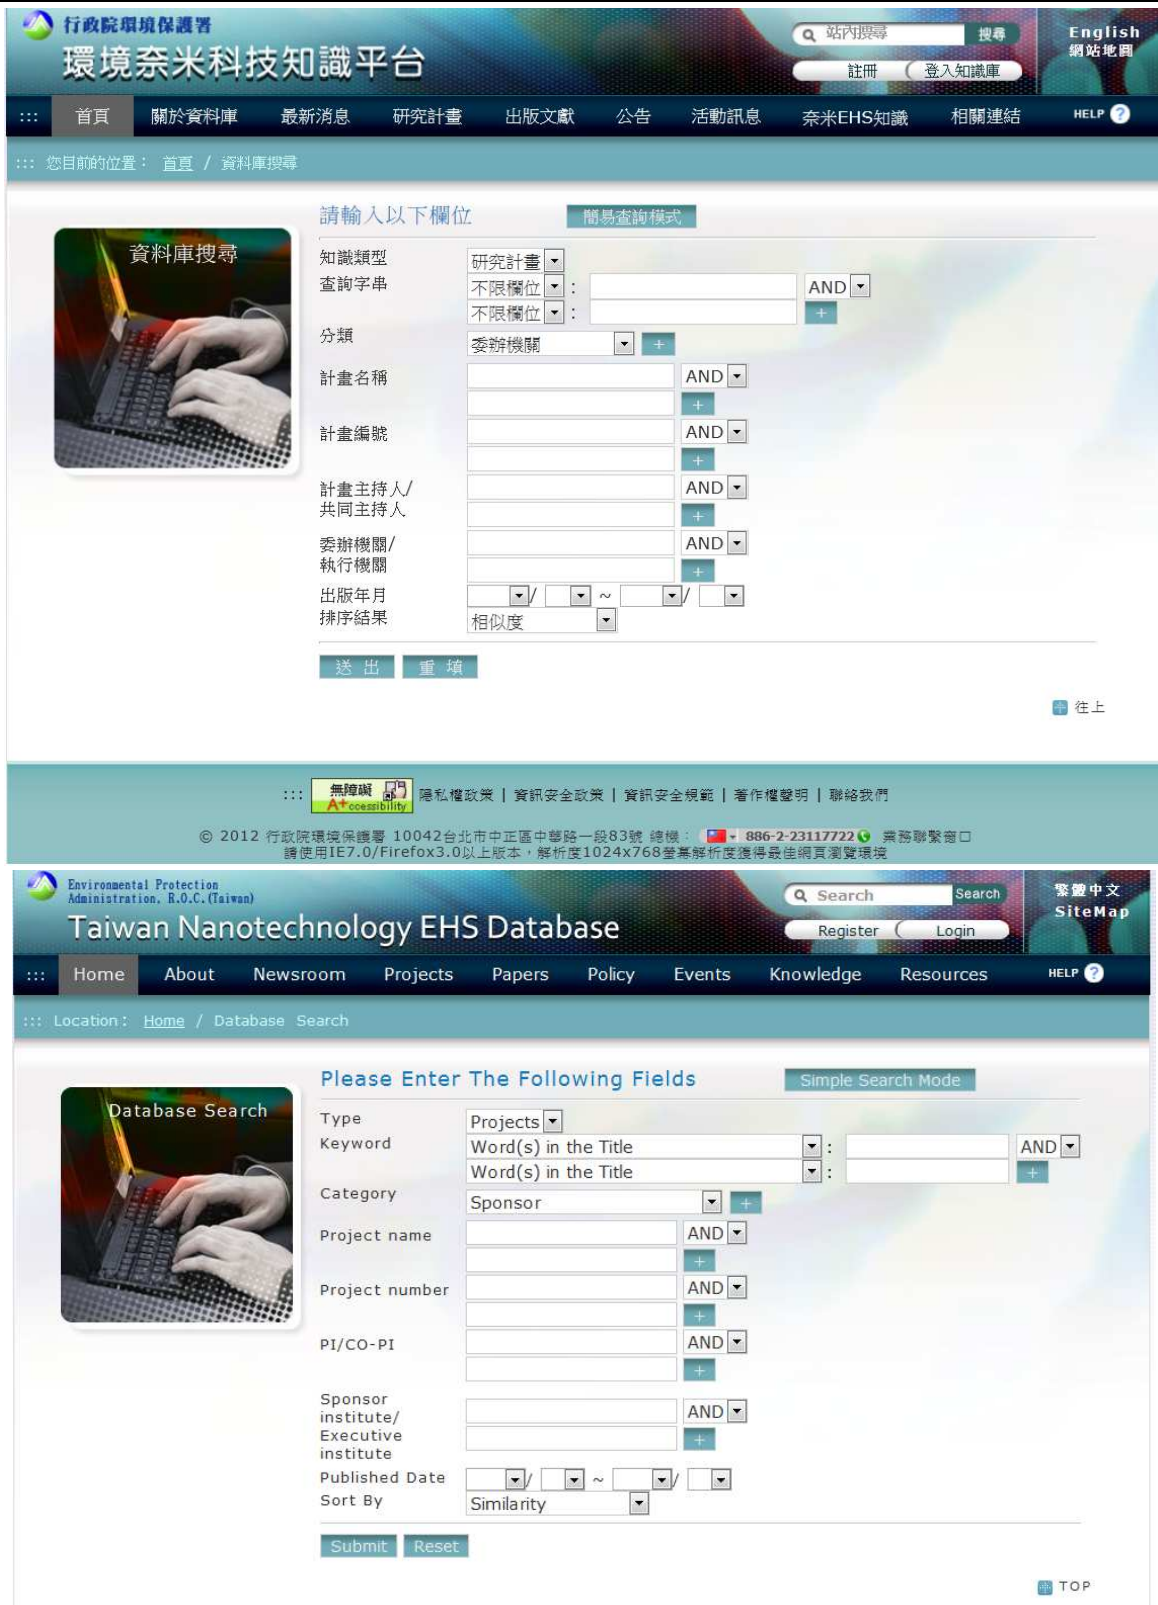 行政院環境保護署
環境奈米科技知識平台
站內搜尋 搜尋
註冊 登入知識庫
English
網站地圖
::: 首頁 關於資料庫 最新消息 研究計畫 出版文獻 公告 活動訊息 奈米EHS知識 相關連結 HELP ?
::: 您目前的位置： 首頁 / 資料庫搜尋
資料庫搜尋
請輸入以下欄位 簡易查詢模式
知識類型 研究計畫
查詢字串 不限欄位 : AND
不限欄位 : +
分類 委辦機關 +
計畫名稱 AND
+
計畫編號 AND
+
計畫主持人/ AND
共同主持人 +
委辦機關/ AND
執行機關 +
出版年月 / ~ /
排序結果 相似度
送 出 重 填
往上
::: 無障礙 A+ccessibility 隱私權政策 | 資訊安全政策 | 資訊安全規範 | 著作權聲明 | 聯絡我們
© 2012 行政院環境保護署 10042台北市中正區中華路一段83號 總機： 886-2-23117722 業務聯繫窗口
請使用IE7.0/Firefox3.0以上版本，解析度1024x768螢幕解析度獲得最佳網頁瀏覽環境
Environmental Protection
Administration, R.O.C.(Taiwan)
Taiwan Nanotechnology EHS Database
Search Search
Register Login
繁體中文
SiteMap
::: Home About Newsroom Projects Papers Policy Events Knowledge Resources HELP ?
::: Location： Home / Database Search
Database Search
Please Enter The Following Fields Simple Search Mode
Type Projects
Keyword Word(s) in the Title : AND
Word(s) in the Title : +
Category Sponsor +
Project name AND
+
Project number AND
+
PI/CO-PI AND
+
Sponsor
institute/ AND
Executive +
institute
Published Date / ~ /
Sort By Similarity
Submit Reset
TOP